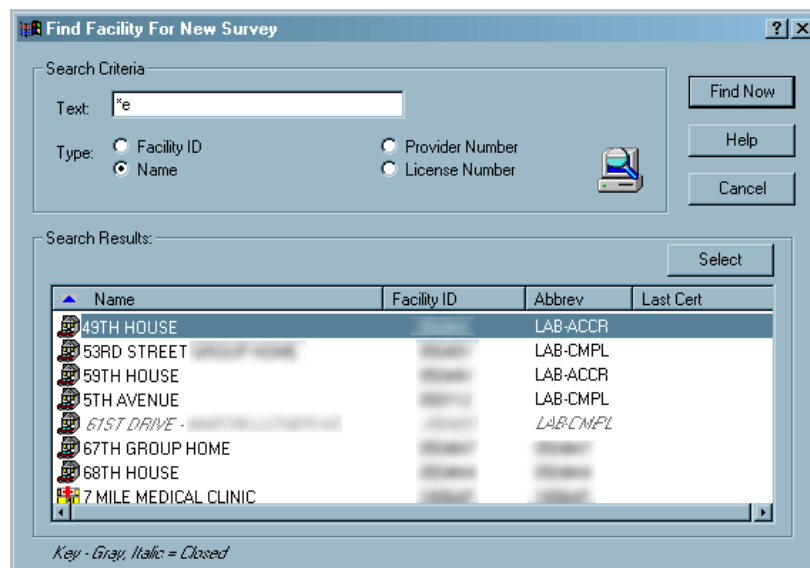 Find Facility For New Survey
Search Criteria
Find Now
Text: *e
Type: Facility ID Provider Number
Help
Name License Number
Cancel
Search Results:
Select
Name Facility ID Abbrev Last Cert
49TH HOUSE LAB-ACCR
53RD STREET LAB-CMPL
59TH HOUSE LAB-ACCR
5TH AVENUE LAB-CMPL
61ST DRIVE - LAB-CMPL
67TH GROUP HOME
68TH HOUSE
7 MILE MEDICAL CLINIC
Key - Gray, Italic = Closed